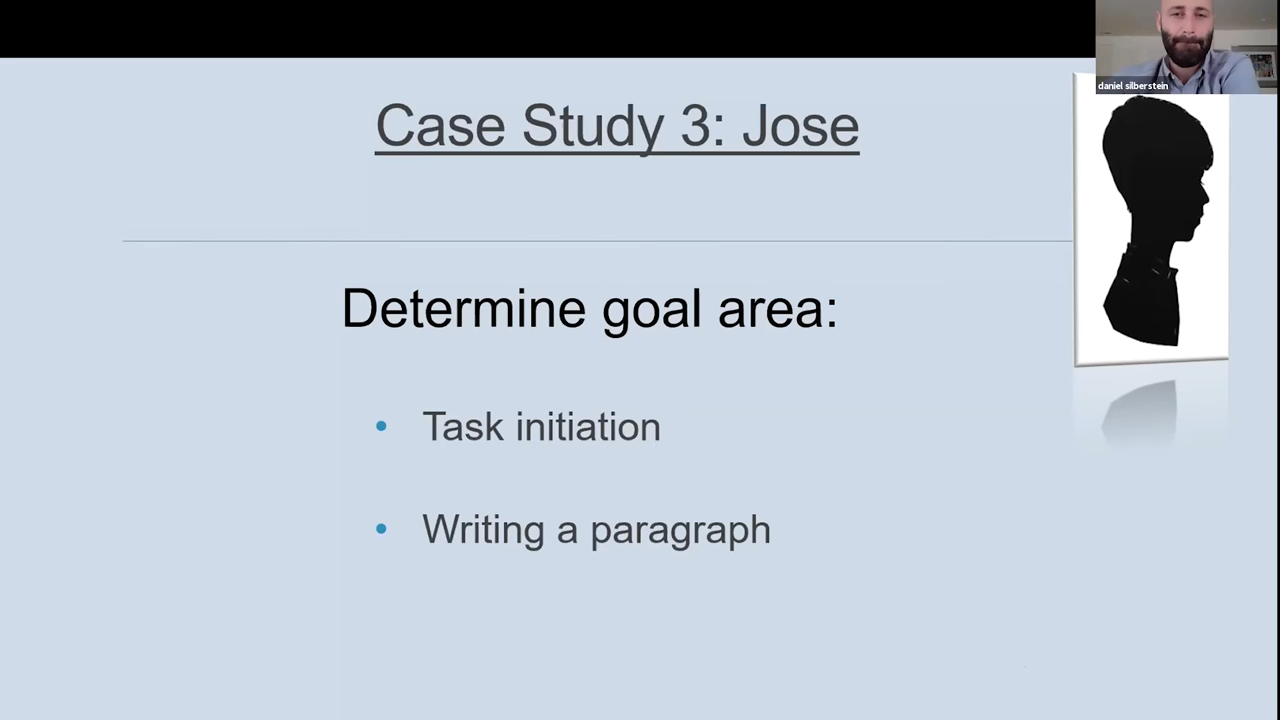 daniel silberstein
Case Study 3: Jose
Determine goal area:
• Task initiation
• Writing a paragraph